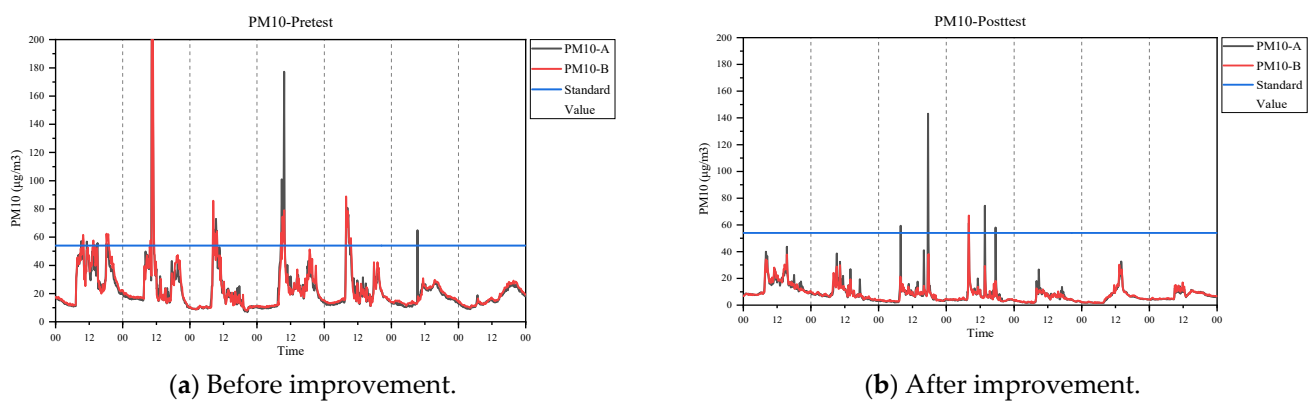 PM10-Pretest
PM10 (μg/m3)
200
180
160
140
120
100
80
60
40
20
0
00 12 00 12 00 12 00 12 00 12 00 12 00 12 00
Time
PM10-A
PM10-B
Standard
Value
(a) Before improvement.
PM10-Posttest
PM10 (μg/m3)
200
180
160
140
120
100
80
60
40
20
0
00 12 00 12 00 12 00 12 00 12 00 12 00 12 00
Time
PM10-A
PM10-B
Standard
Value
(b) After improvement.